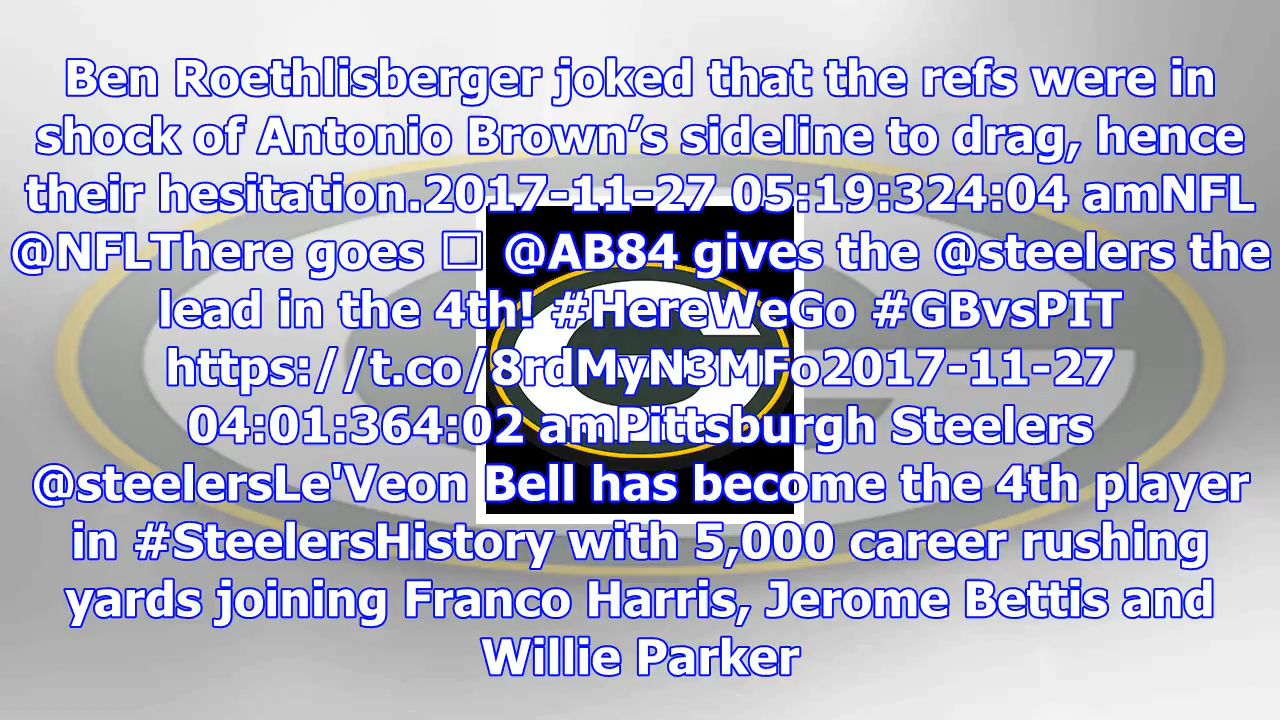 Ben Roethlisberger joked that the refs were in
shock of Antonio Brown’s sideline to drag, hence
their hesitation.2017-11-27 05:19:324:04 amNFL
@NFLThere goes □ @AB84 gives the @steelers the
lead in the 4th! #HereWeGo #GBvsPIT
https://t.co/8rdMyN3MFo2017-11-27
04:01:364:02 amPittsburgh Steelers
@steelersLe'Veon Bell has become the 4th player
in #SteelersHistory with 5,000 career rushing
yards joining Franco Harris, Jerome Bettis and
Willie Parker